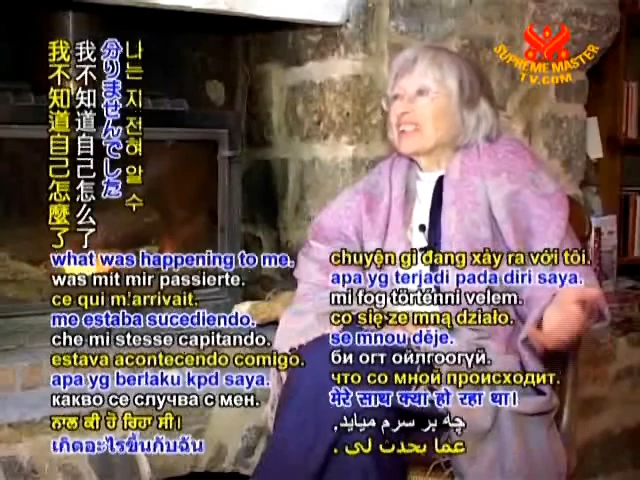 SUPREME MASTER
TV.COM
나는 지 전혀 알 수
分りませんでした
我不知道自己怎么了
我不知道自己怎麼了
what was happening to me.
was mit mir passierte.
ce qui m'arrivait.
me estaba sucediendo.
che mi stesse capitando.
estava acontecendo comigo.
apa yg berlaku kpd saya.
какво се случва с мен.
ਨਾਲ ਕੀ ਹੋ ਰਿਹਾ ਸੀ।
เกิดอะไรขึ้นกับฉัน
chuyện gì đang xảy ra với tôi.
apa yg terjadi pada diri saya.
mi fog történni velem.
co się ze mną działo.
se mnou děje.
би огт ойлгоогүй.
что со мной происходит.
मेरे साथ क्या हो रहा था।
چه بر سرم میاید,
عما يحدث لي .